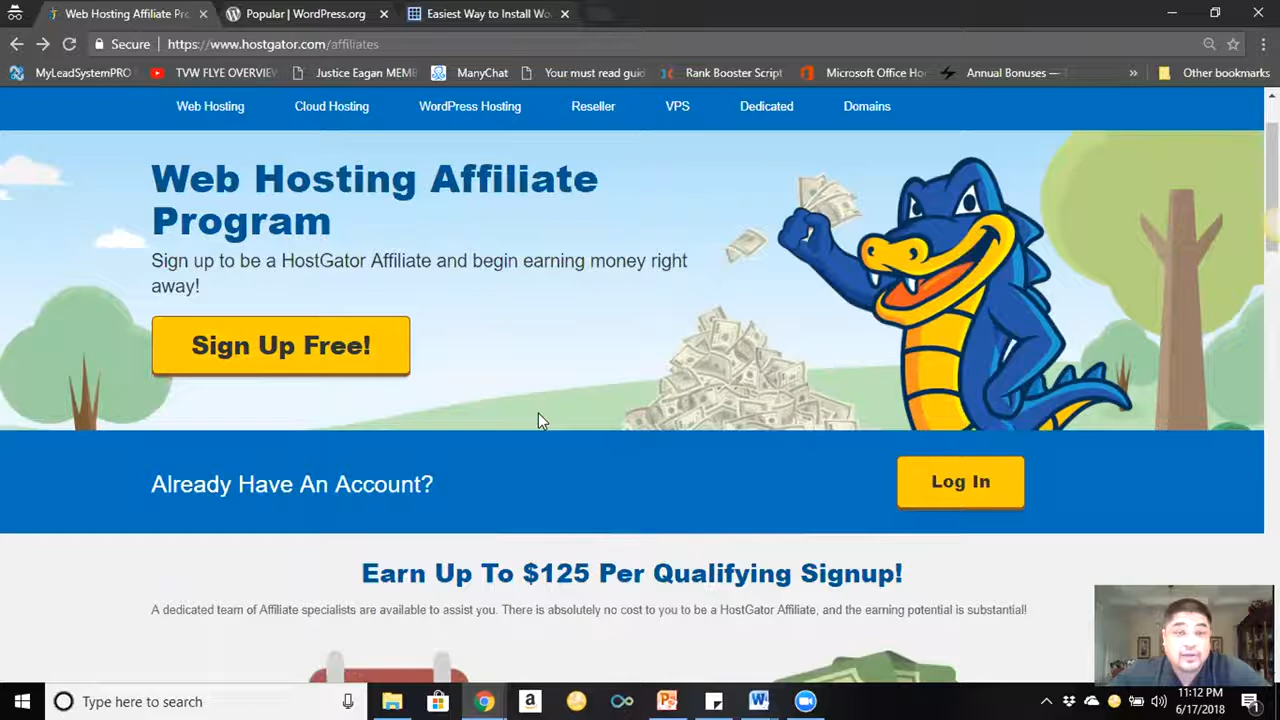 Web Hosting Affiliate Pro
Popular | WordPress.org
Easiest Way to Install Wo
Secure
https://www.hostgator.com/affiliates
MyLeadSystemPRO
TVW FLYE OVERVIEW
Justice Eagan MEMB
ManyChat
Your must read guid
Rank Booster Script
Microsoft Office Ho
Annual Bonuses —
»
Other bookmarks
Web Hosting
Cloud Hosting
WordPress Hosting
Reseller
VPS
Dedicated
Domains
Web Hosting Affiliate
Program
Sign up to be a HostGator Affiliate and begin earning money right
away!
Sign Up Free!
Already Have An Account?
Log In
Earn Up To $125 Per Qualifying Signup!
A dedicated team of Affiliate specialists are available to assist you. There is absolutely no cost to you to be a HostGator Affiliate, and the earning potential is substantial!
Type here to search
11:12 PM
6/17/2018